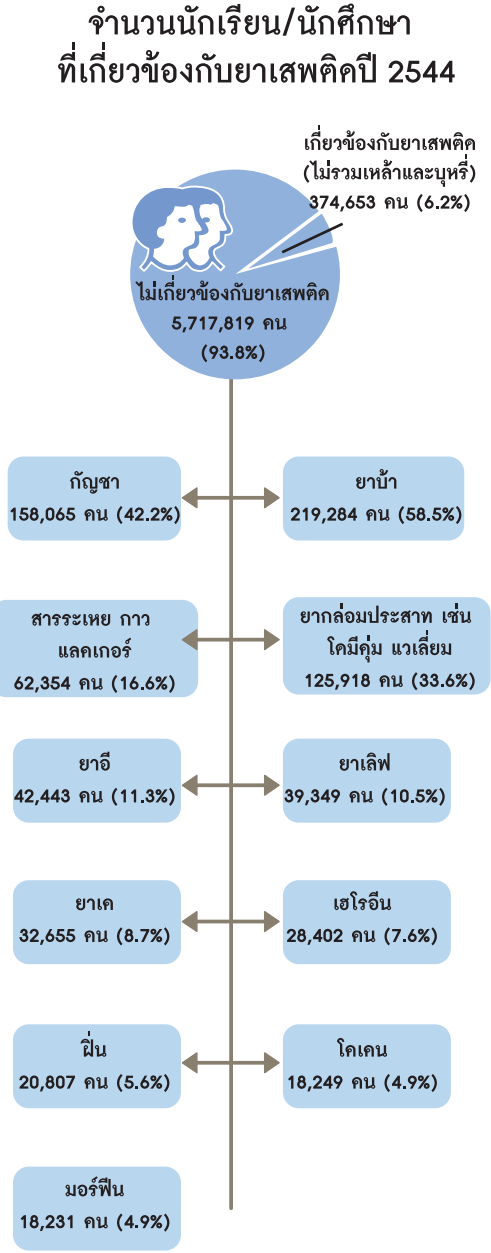 จำนวนนักเรียน/นักศึกษา
ที่เกี่ยวข้องกับยาเสพติดปี 2544
เกี่ยวข้องกับยาเสพติด
(ไม่รวมเหล้าและบุหรี่)
374,653 คน (6.2%)
ไม่เกี่ยวข้องกับยาเสพติด
5,717,819 คน
(93.8%)
กัญชา
158,065 คน (42.2%)
ยาบ้า
219,284 คน (58.5%)
สารระเหย กาว
แลคเกอร์
62,354 คน (16.6%)
ยากล่อมประสาท เช่น
โดมีคุ่ม แวเลี่ยม
125,918 คน (33.6%)
ยาอี
42,443 คน (11.3%)
ยาเลิฟ
39,349 คน (10.5%)
ยาเค
32,655 คน (8.7%)
เฮโรอีน
28,402 คน (7.6%)
ฝิ่น
20,807 คน (5.6%)
โคเคน
18,249 คน (4.9%)
มอร์ฟีน
18,231 คน (4.9%)